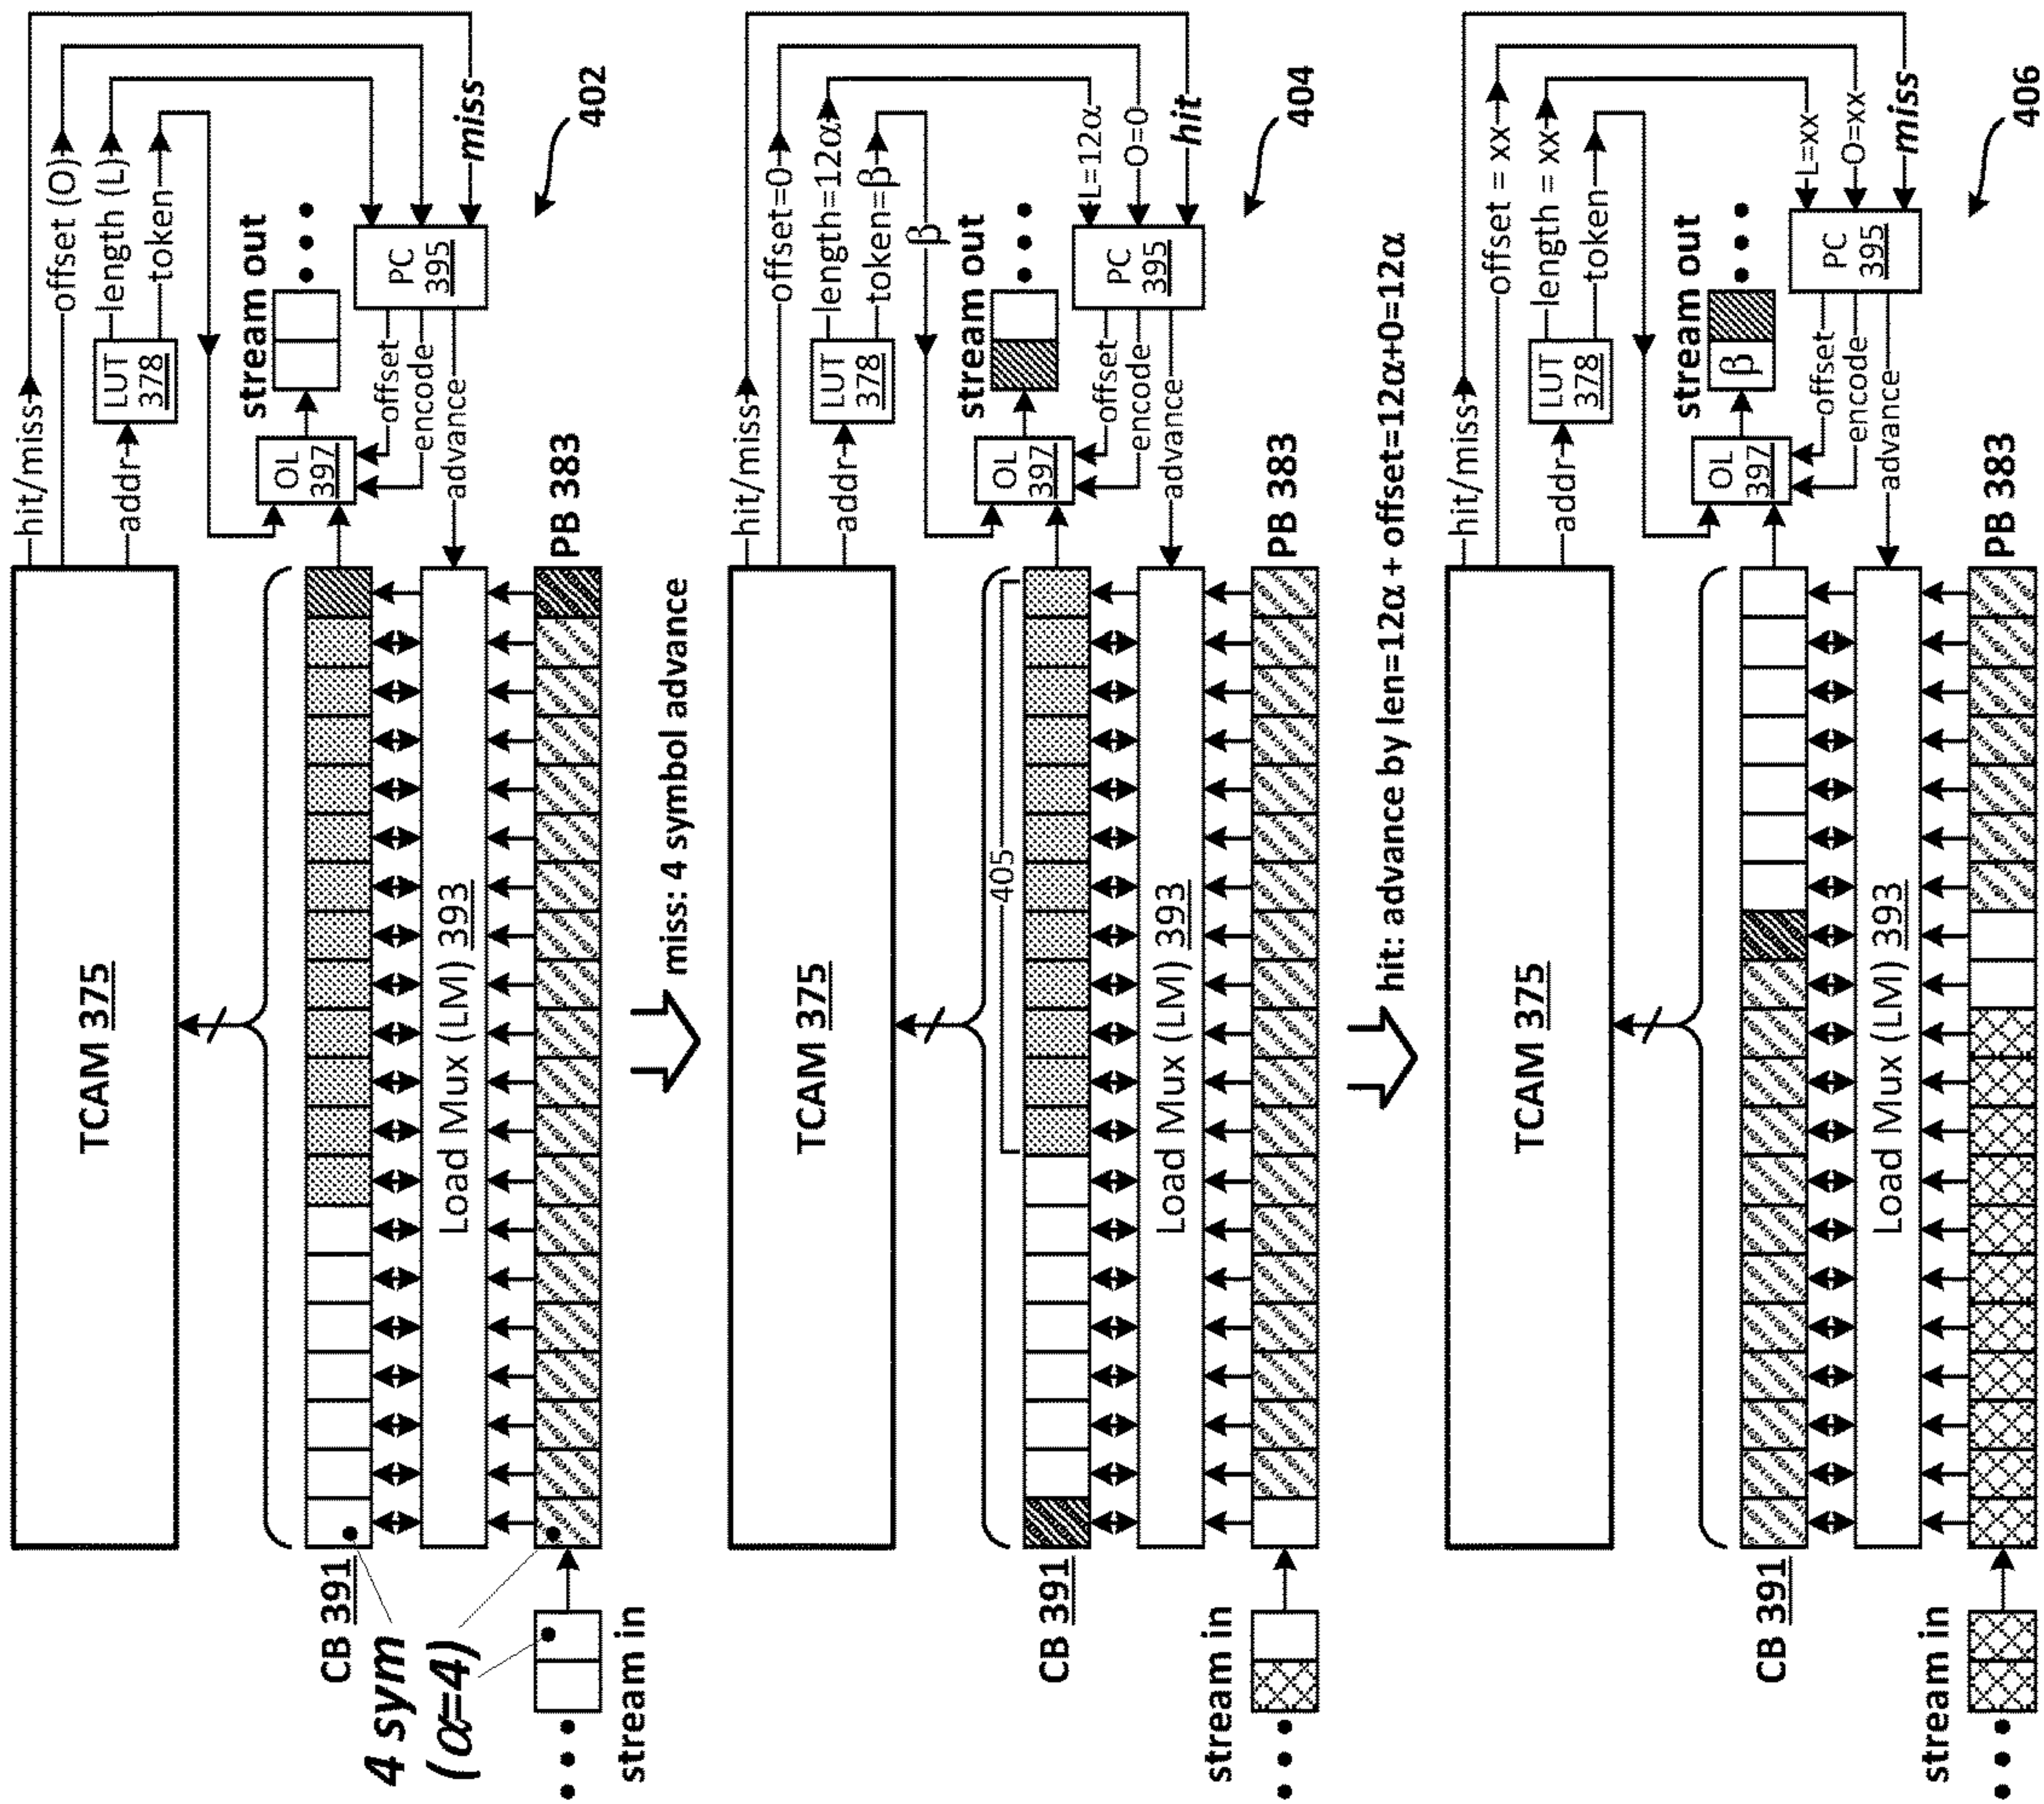 TCAM 375
hit/miss
offset (O)
addr
LUT
378
length (L)
token
CB 391
OL
397
stream out
offset
encode
advance
PC
395
miss
402
Load Mux (LM) 393
4 sym
(α=4)
PB 383
stream in
miss: 4 symbol advance
TCAM 375
hit/miss
offset=0
addr
LUT
378
length=12α
token=β
β
405
CB 391
OL
397
stream out
offset
encode
advance
PC
395
L=12α
O=0
hit
404
Load Mux (LM) 393
PB 383
stream in
hit: advance by len=12α + offset=12α+0=12α
TCAM 375
hit/miss
offset = xx
addr
LUT
378
length = xx
token
CB 391
OL
397
β
stream out
offset
encode
advance
PC
395
L=xx
O=xx
miss
406
Load Mux (LM) 393
PB 383
stream in